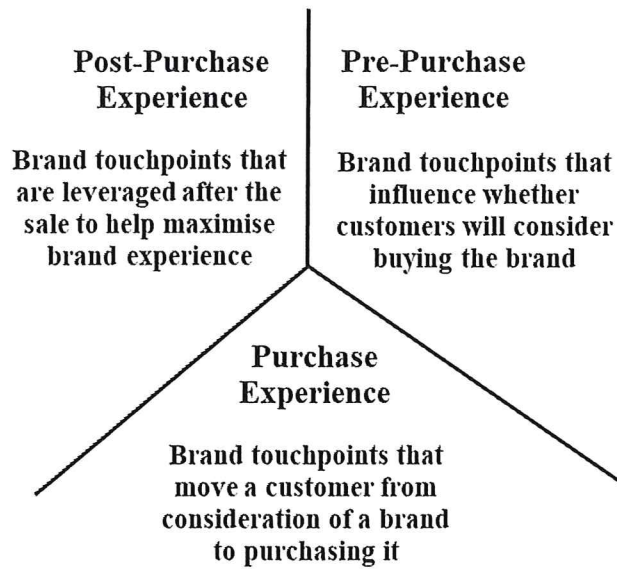 Post-Purchase
Experience
Brand touchpoints that
are leveraged after the
sale to help maximise
brand experience
Pre-Purchase
Experience
Brand touchpoints that
influence whether
customers will consider
buying the brand
Purchase
Experience
Brand touchpoints that
move a customer from
consideration of a brand
to purchasing it